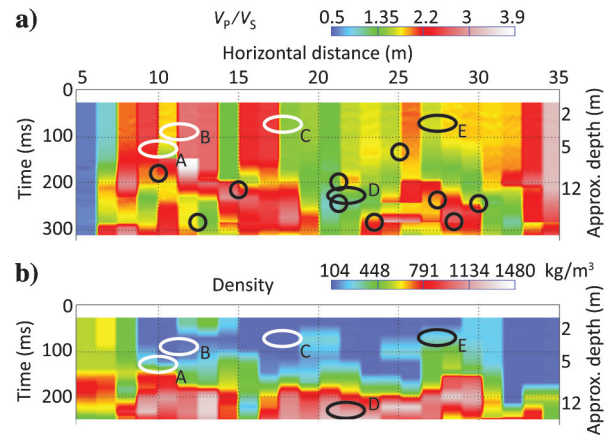 a) VP/VS 0.5 1.35 2.2 3 3.9
Horizontal distance (m)
5 10 15 20 25 30 35
0
100
200
300
Time (ms)
2
5
12
Approx. depth (m)
A
B
C
D
E
b) Density 104 448 791 1134 1480 kg/m³
0
100
200
Time (ms)
2
5
12
Approx. depth (m)
A
B
C
D
E